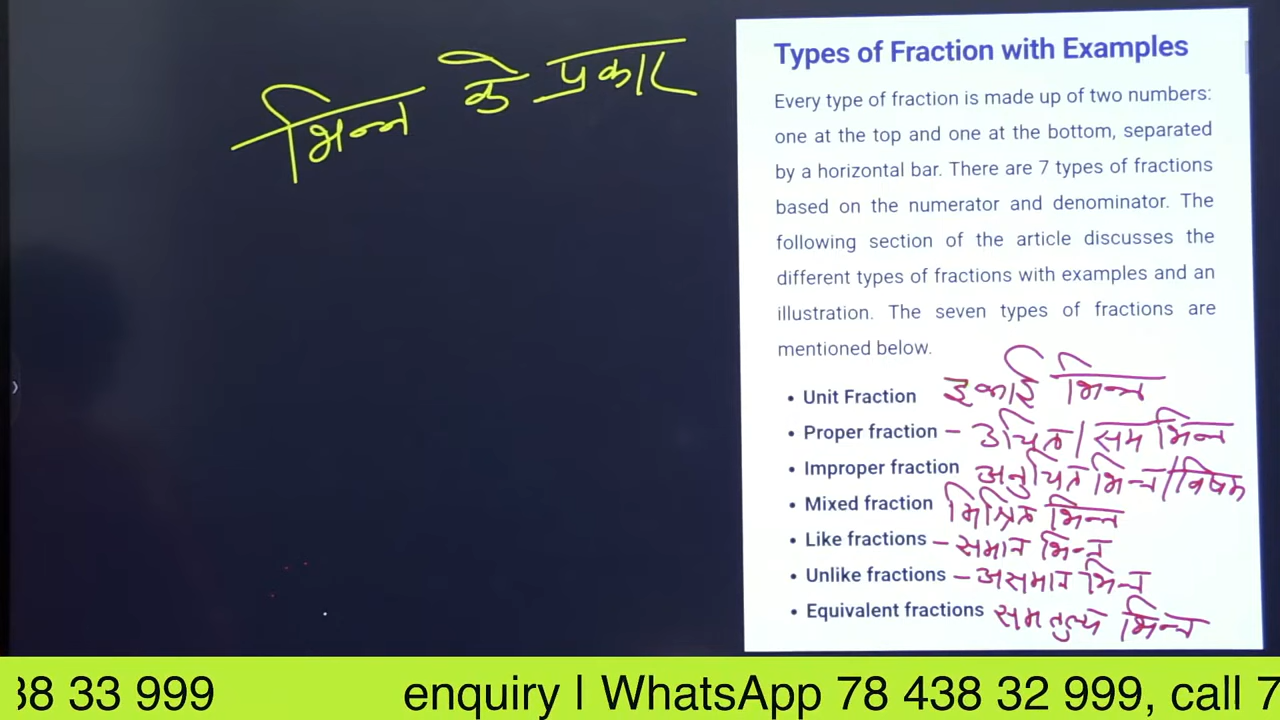 भिन्न के प्रकार
Types of Fraction with Examples
Every type of fraction is made up of two numbers:
one at the top and one at the bottom, separated
by a horizontal bar. There are 7 types of fractions
based on the numerator and denominator. The
following section of the article discusses the
different types of fractions with examples and an
illustration. The seven types of fractions are
mentioned below.
• Unit Fraction इकाई भिन्न
• Proper fraction – उचित/सम भिन्न
• Improper fraction अनुचित भिन्न/विषम
• Mixed fraction मिश्रित भिन्न
• Like fractions – समान भिन्न
• Unlike fractions – असमान भिन्न
• Equivalent fractions समतुल्य भिन्न
38 33 999 enquiry l WhatsApp 78 438 32 999, call 7